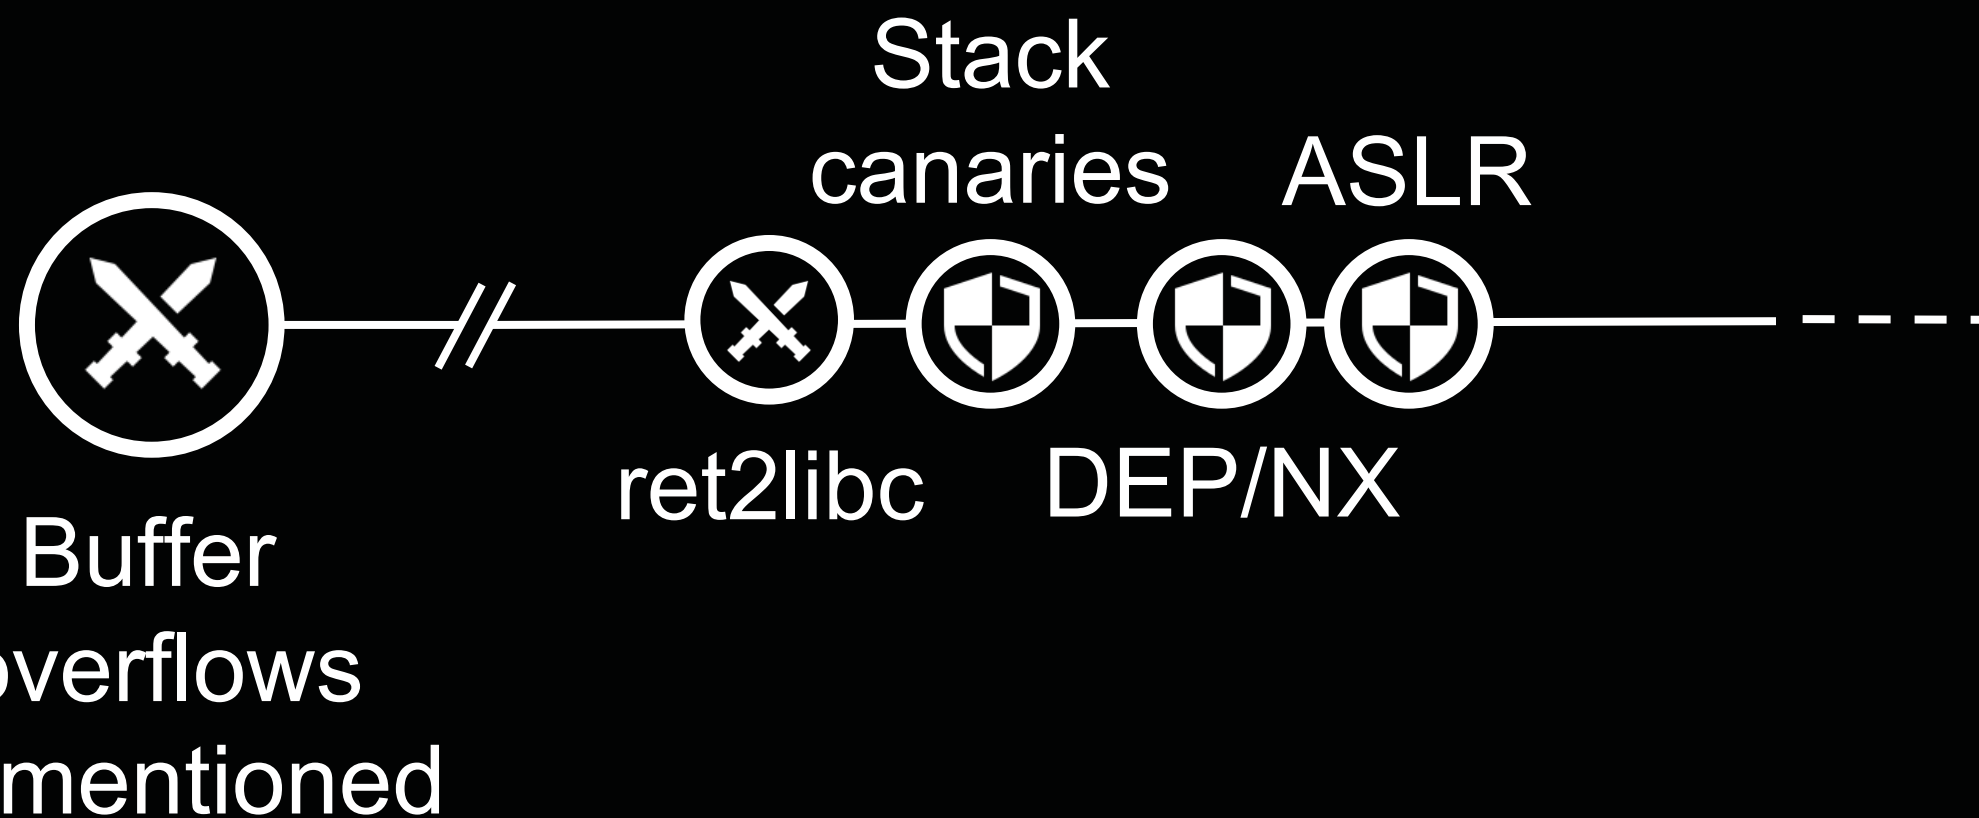 Stack
canaries
ASLR
ret2libc
DEP/NX
Buffer
overflows
mentioned